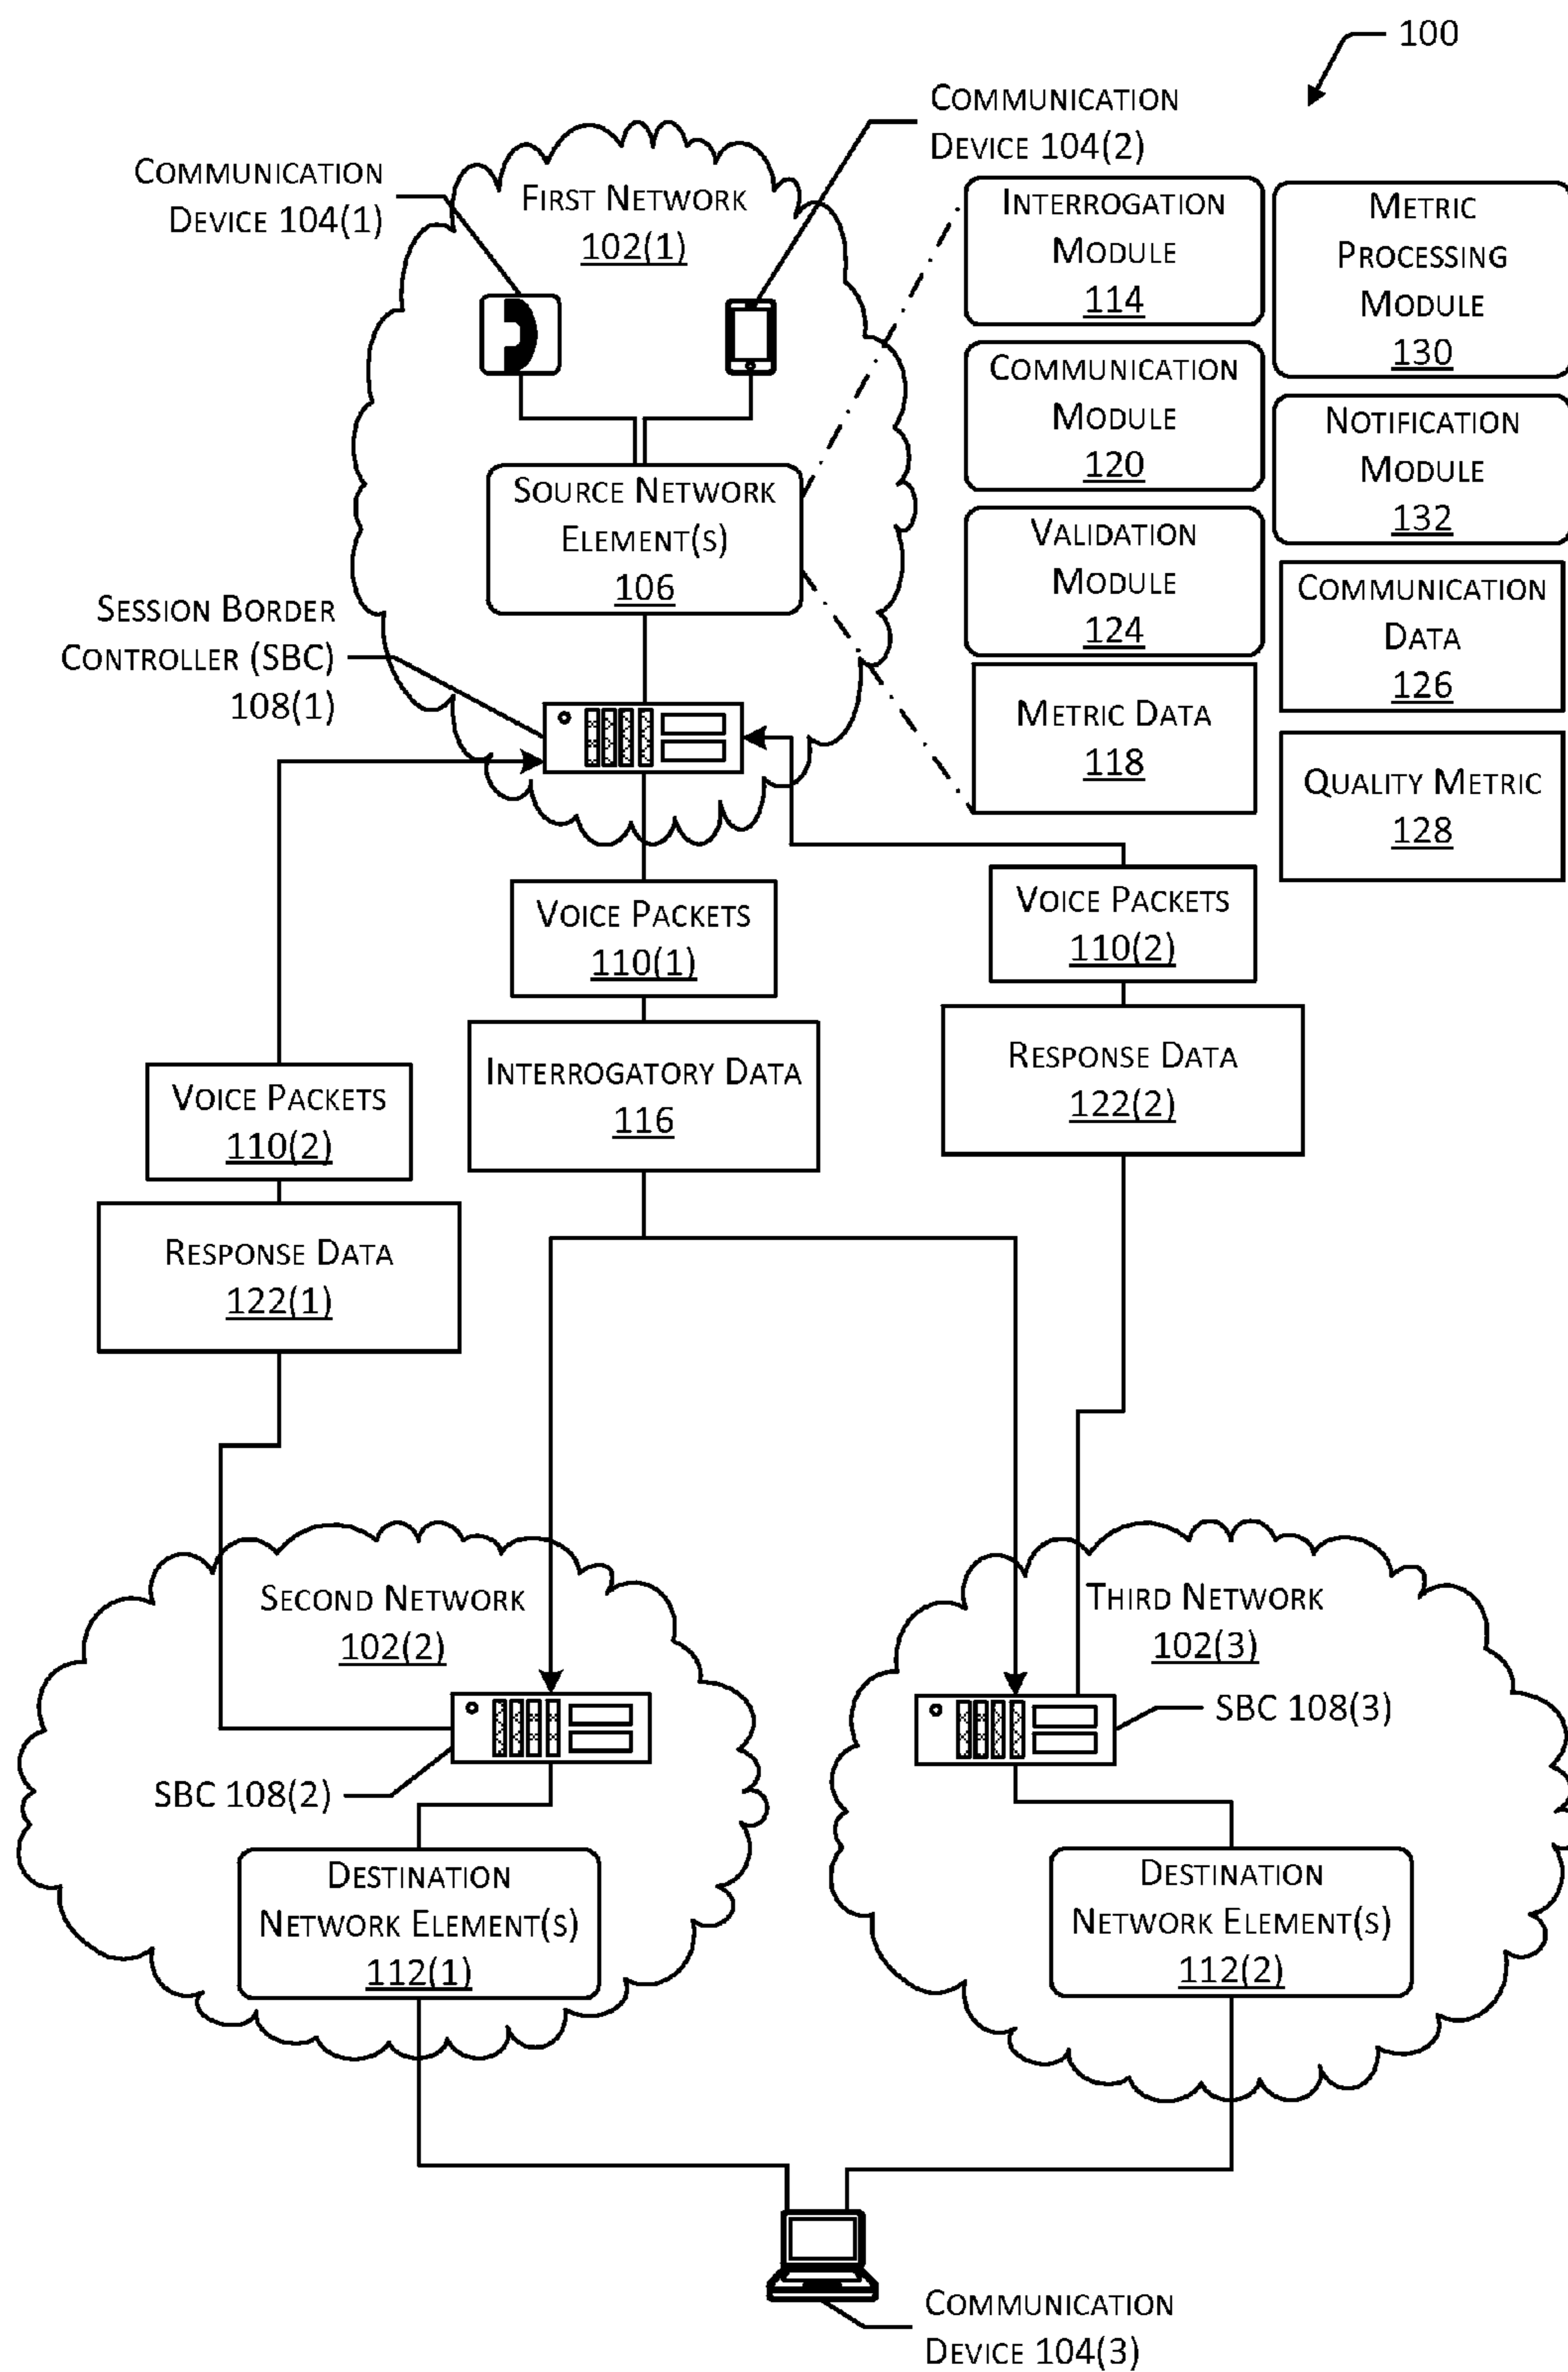 100
COMMUNICATION
DEVICE 104(2)
COMMUNICATION
DEVICE 104(1)
FIRST NETWORK
102(1)
INTERROGATION
MODULE
114
METRIC
PROCESSING
MODULE
130
COMMUNICATION
MODULE
120
NOTIFICATION
MODULE
132
SOURCE NETWORK
ELEMENT(S)
106
VALIDATION
MODULE
124
COMMUNICATION
DATA
126
SESSION BORDER
CONTROLLER (SBC)
108(1)
METRIC DATA
118
QUALITY METRIC
128
VOICE PACKETS
110(1)
VOICE PACKETS
110(2)
INTERROGATORY DATA
116
RESPONSE DATA
122(2)
VOICE PACKETS
110(2)
RESPONSE DATA
122(1)
SECOND NETWORK
102(2)
THIRD NETWORK
102(3)
SBC 108(3)
SBC 108(2)
DESTINATION
NETWORK ELEMENT(S)
112(1)
DESTINATION
NETWORK ELEMENT(S)
112(2)
COMMUNICATION
DEVICE 104(3)